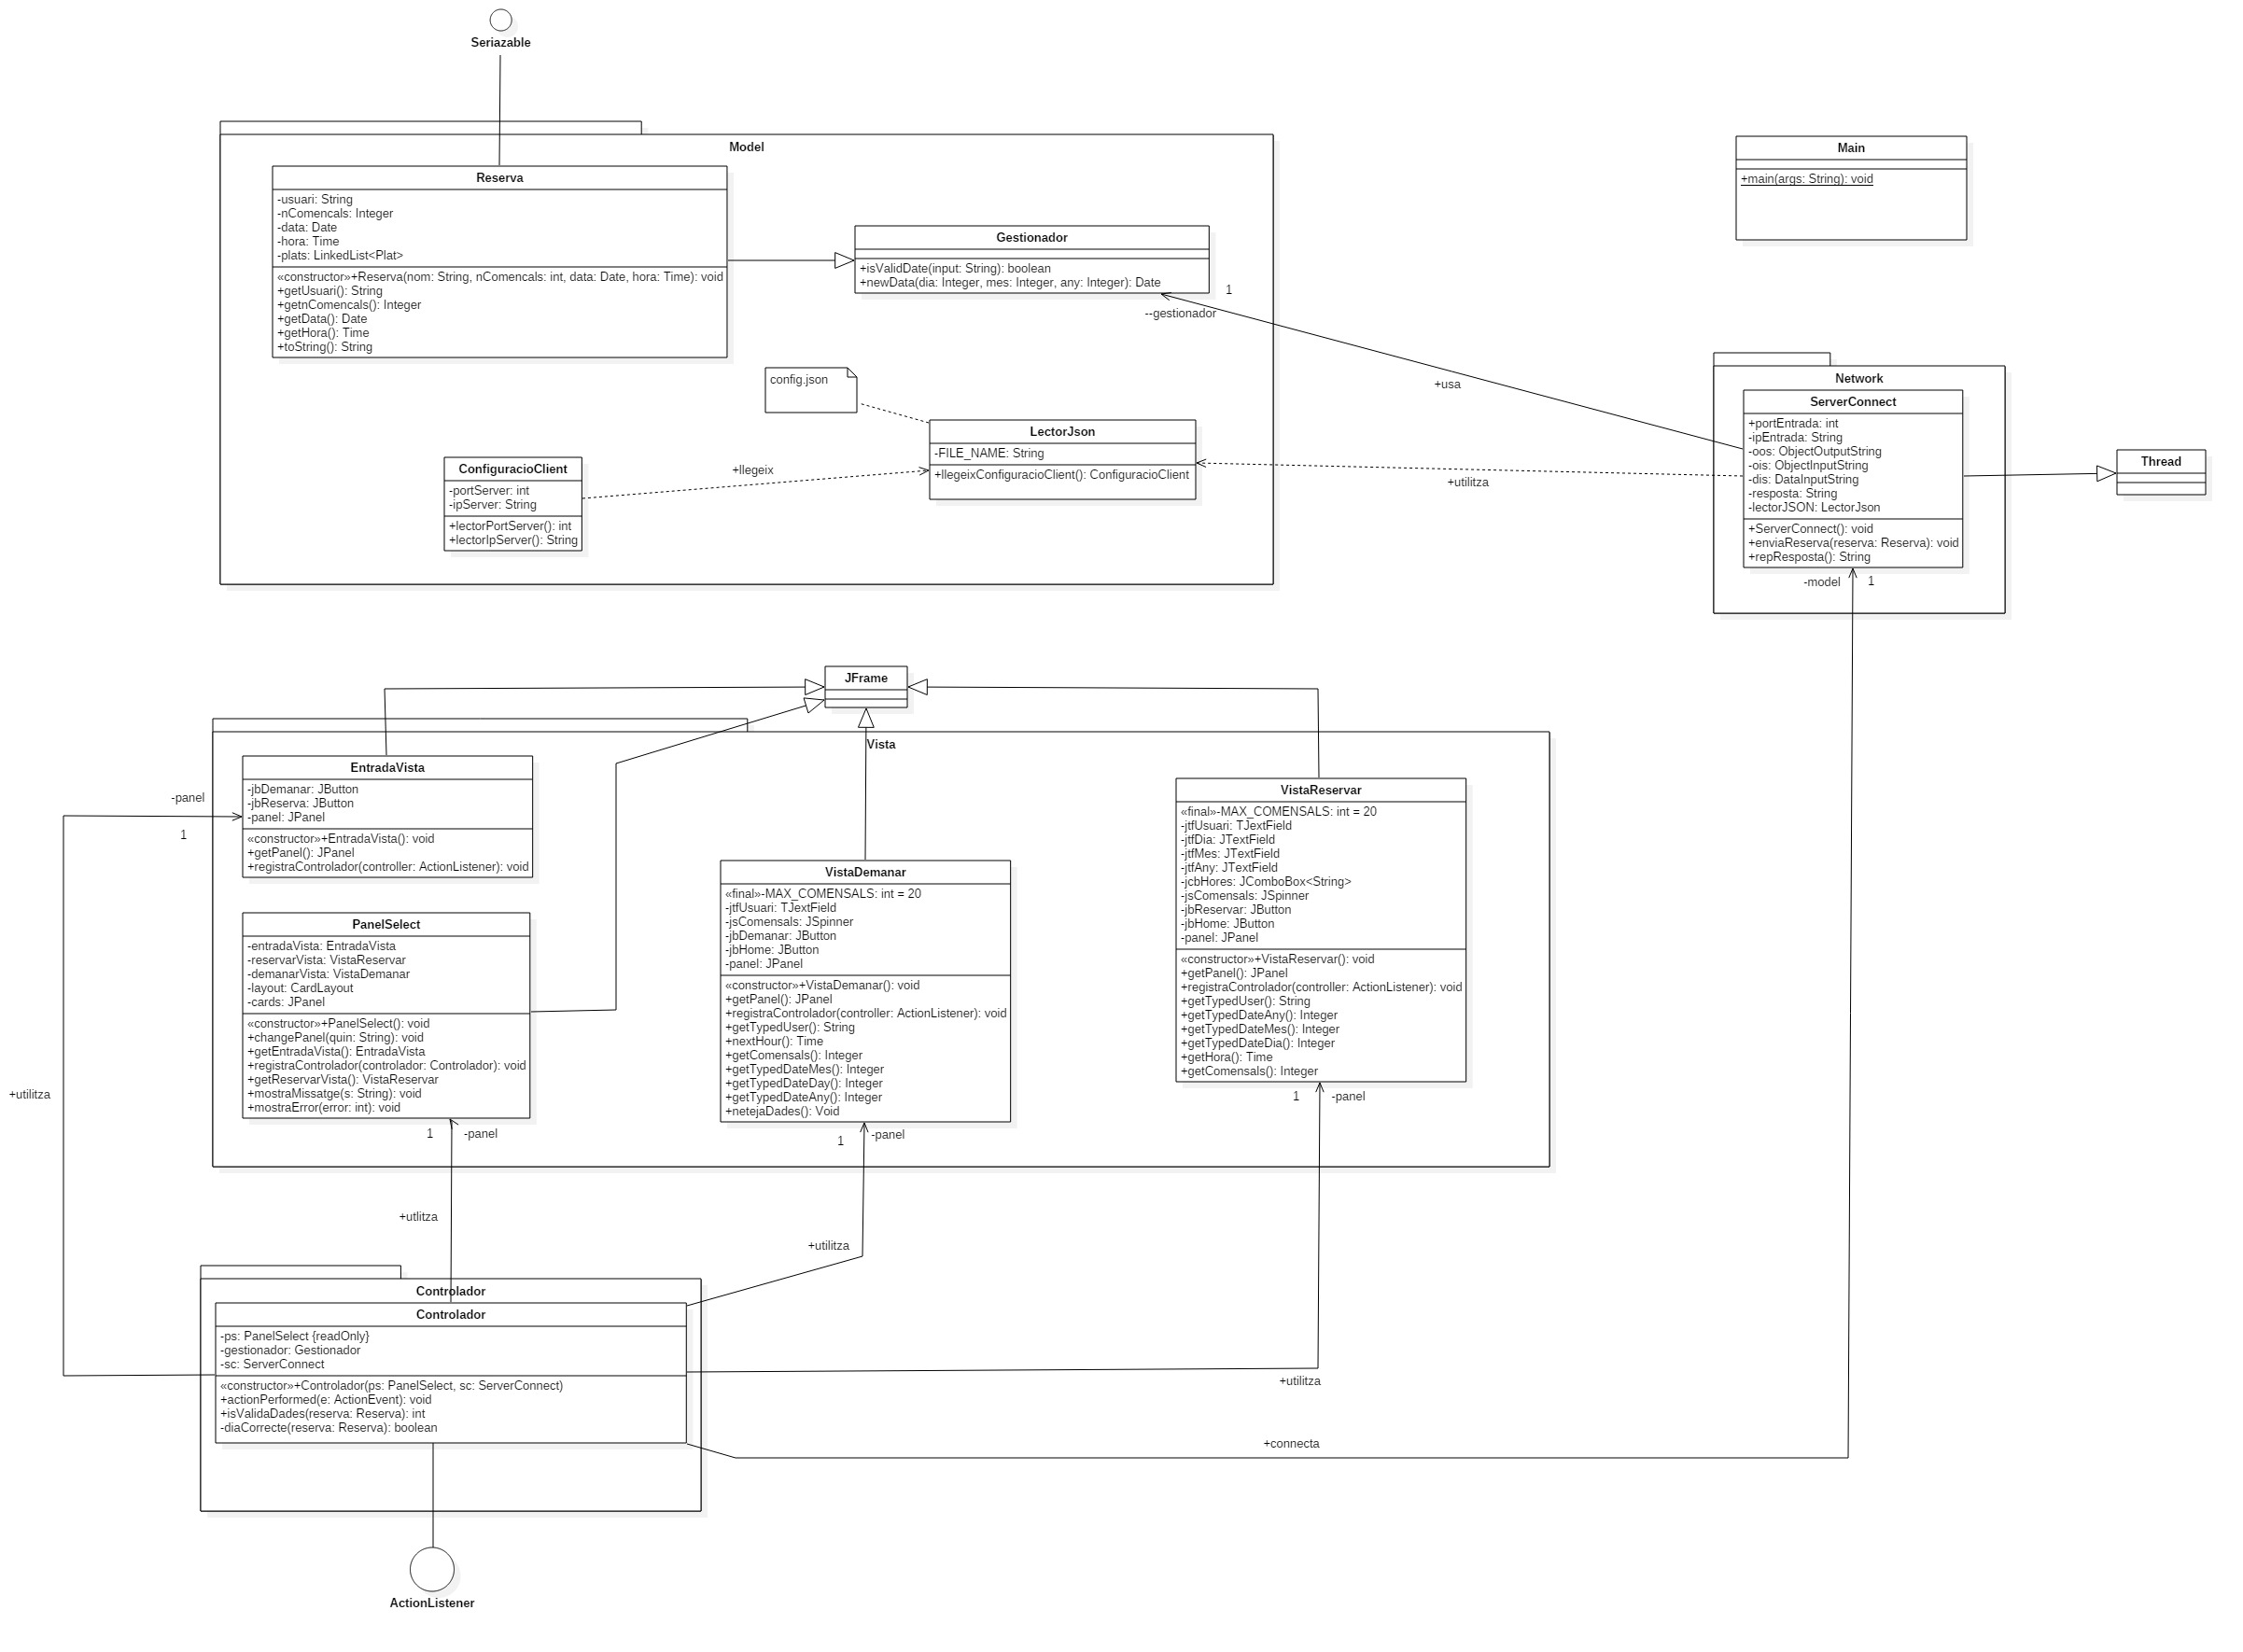 Seriazable
Model
Reserva
-usuari: String
-nComencals: Integer
-data: Date
-hora: Time
-plats: LinkedList<Plat>
«constructor»+Reserva(nom: String, nComencals: int, data: Date, hora: Time): void
+getUsuari(): String
+getnComencals(): Integer
+getData(): Date
+getHora(): Time
+toString(): String
Gestionador
+isValidDate(input: String): boolean
+newData(dia: Integer, mes: Integer, any: Integer): Date
1
--gestionador
Main
+main(args: String): void
+usa
config.json
LectorJson
-FILE_NAME: String
+llegeixConfiguracioClient(): ConfiguracioClient
+llegeix
ConfiguracioClient
-portServer: int
-ipServer: String
+lectorPortServer(): int
+lectorIpServer(): String
+utilitza
Network
ServerConnect
+portEntrada: int
-ipEntrada: String
-oos: ObjectOutputString
-ois: ObjectInputString
-dis: DataInputString
-resposta: String
-lectorJSON: LectorJson
+ServerConnect(): void
+enviaReserva(reserva: Reserva): void
+repResposta(): String
-model
1
Thread
JFrame
Vista
EntradaVista
-jbDemanar: JButton
-jbReserva: JButton
-panel: JPanel
«constructor»+EntradaVista(): void
+getPanel(): JPanel
+registraControlador(controller: ActionListener): void
-panel
1
PanelSelect
-entradaVista: EntradaVista
-reservarVista: VistaReservar
-demanarVista: VistaDemanar
-layout: CardLayout
-cards: JPanel
«constructor»+PanelSelect(): void
+changePanel(quin: String): void
+getEntradaVista(): EntradaVista
+registraControlador(controlador: Controlador): void
+getReservarVista(): VistaReservar
+mostraMissatge(s: String): void
+mostraError(error: int): void
1
-panel
VistaDemanar
«final»-MAX_COMENSALS: int = 20
-jtfUsuari: TJextField
-jsComensals: JSpinner
-jbDemanar: JButton
-jbHome: JButton
-panel: JPanel
«constructor»+VistaDemanar(): void
+getPanel(): JPanel
+registraControlador(controller: ActionListener): void
+getTypedUser(): String
+nextHour(): Time
+getComensals(): Integer
+getTypedDateMes(): Integer
+getTypedDateDay(): Integer
+getTypedDateAny(): Integer
+netejaDades(): Void
1
-panel
VistaReservar
«final»-MAX_COMENSALS: int = 20
-jtfUsuari: TJextField
-jtfDia: JTextField
-jtfMes: JTextField
-jtfAny: JTextField
-jcbHores: JComboBox<String>
-jsComensals: JSpinner
-jbReservar: JButton
-jbHome: JButton
-panel: JPanel
«constructor»+VistaReservar(): void
+getPanel(): JPanel
+registraControlador(controller: ActionListener): void
+getTypedUser(): String
+getTypedDateAny(): Integer
+getTypedDateMes(): Integer
+getTypedDateDia(): Integer
+getHora(): Time
+getComensals(): Integer
1
-panel
+utilitza
+utlitza
+utilitza
+utilitza
+connecta
Controlador
Controlador
-ps: PanelSelect {readOnly}
-gestionador: Gestionador
-sc: ServerConnect
«constructor»+Controlador(ps: PanelSelect, sc: ServerConnect)
+actionPerformed(e: ActionEvent): void
+isValidaDades(reserva: Reserva): int
-diaCorrecte(reserva: Reserva): boolean
ActionListener